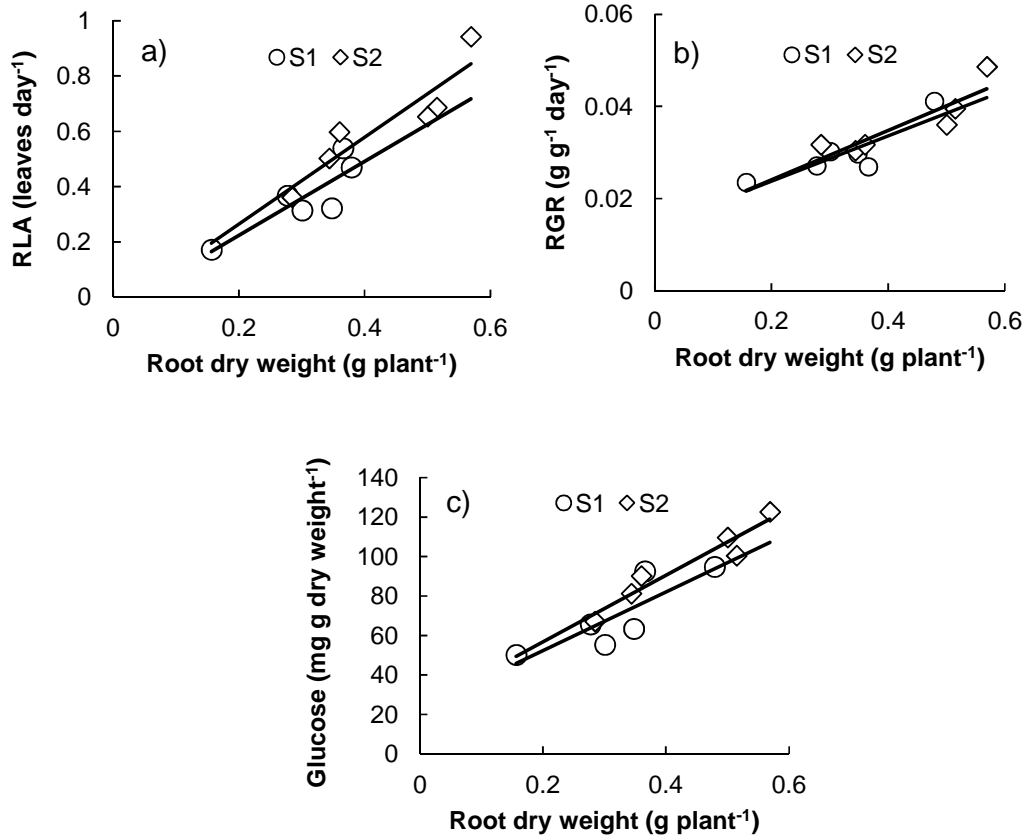 a)
S1 S2
RLA (leaves day-1)
1
0.8
0.6
0.4
0.2
0
0 0.2 0.4 0.6
Root dry weight (g plant-1)
b)
S1 S2
RGR (g g-1 day-1)
0.06
0.04
0.02
0
0 0.2 0.4 0.6
Root dry weight (g plant-1)
c)
S1 S2
Glucose (mg g dry weight-1)
140
120
100
80
60
40
20
0
0 0.2 0.4 0.6
Root dry weight (g plant-1)